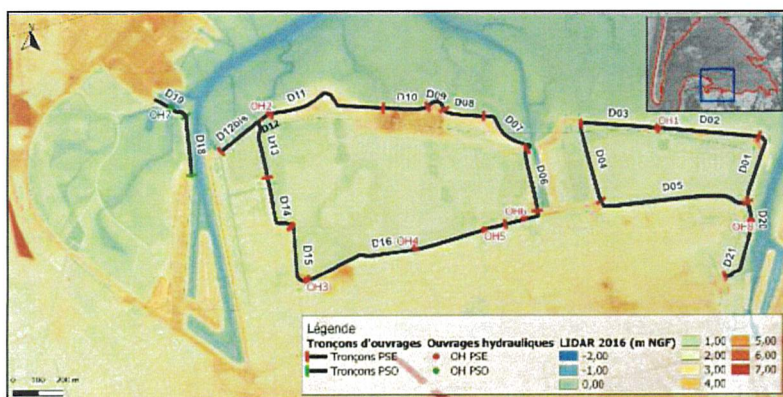 N
D19
OH7
D18
D12Bis
OH2
D11
D12
D13
D14
D15
OH3
D16
OH4
OH5
OH6
D10
D09
D08
D07
D06
D03
OH1
D02
D04
D05
D01
D20
OH8
D21
Légende
Tronçons d'ouvrages Ouvrages hydrauliques LIDAR 2016 (m NGF)
Tronçons PSE
Tronçons PSO
OH PSE
OH PSO
-2,00
-1,00
0,00
1,00
2,00
3,00
4,00
5,00
6,00
7,00
0 100 200 m